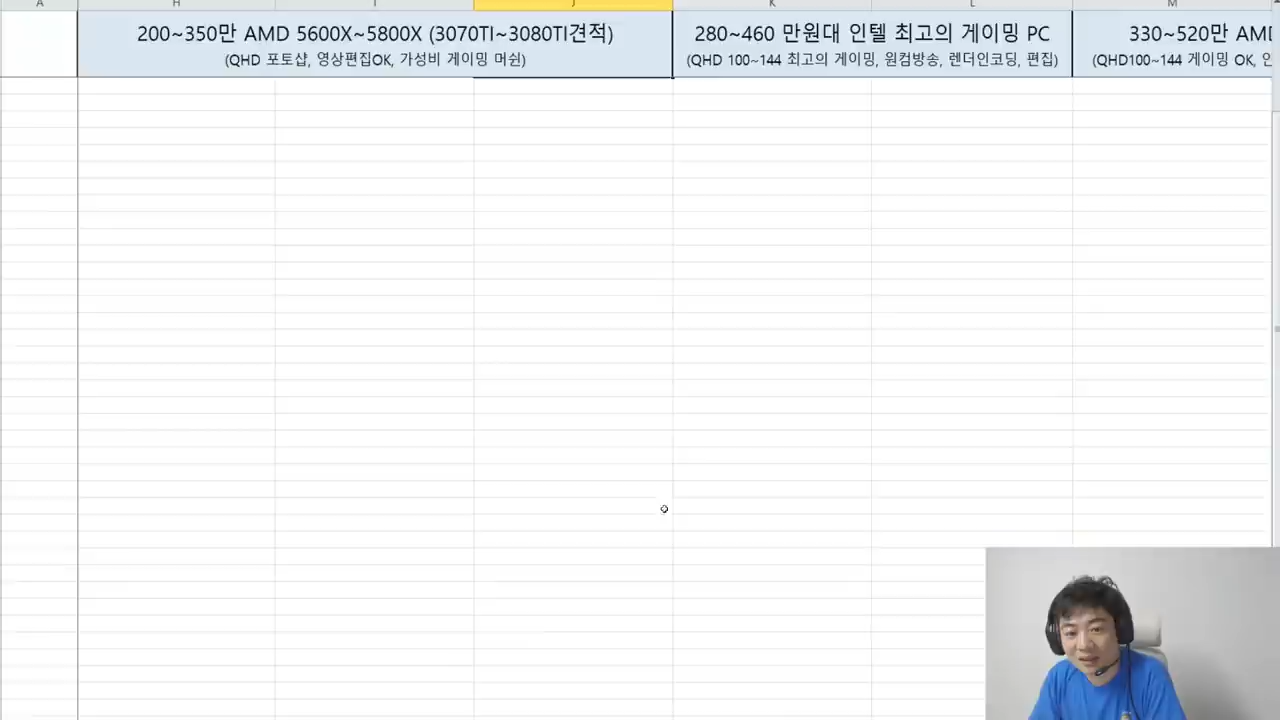 A
H
I
J
K
L
M
200~350만 AMD 5600X~5800X (3070TI~3080TI견적)
(QHD 포토샵, 영상편집OK, 가성비 게이밍 머쉰)
280~460 만원대 인텔 최고의 게이밍 PC
(QHD 100~144 최고의 게이밍, 원컴방송, 렌더인코딩, 편집)
330~520만 AMD
(QHD100~144 게이밍 OK,